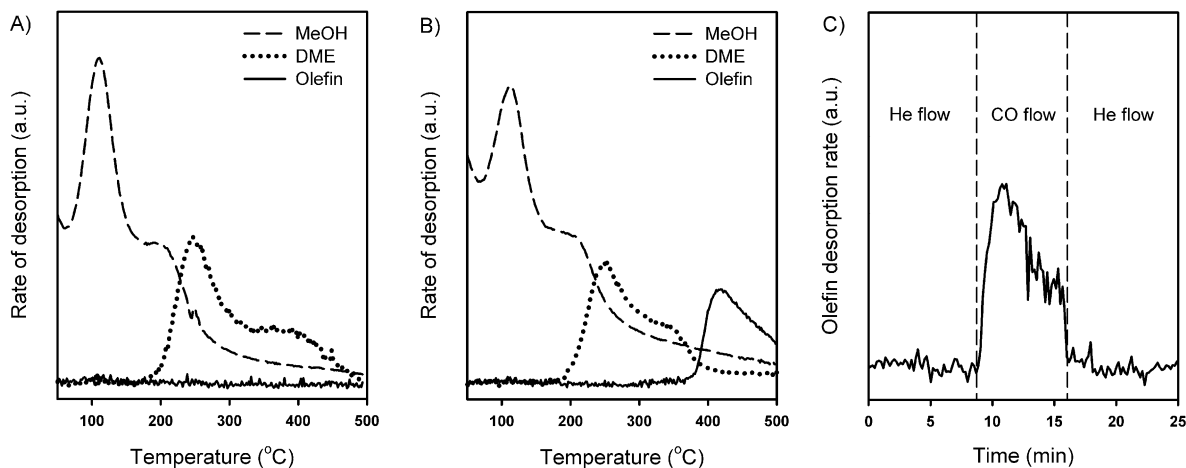 A)
MeOH
DME
Olefin
Rate of desorption (a.u.)
100 200 300 400 500
Temperature (°C)
B)
MeOH
DME
Olefin
Rate of desorption (a.u.)
100 200 300 400 500
Temperature (°C)
C)
He flow CO flow He flow
Olefin desorption rate (a.u.)
0 5 10 15 20 25
Time (min)